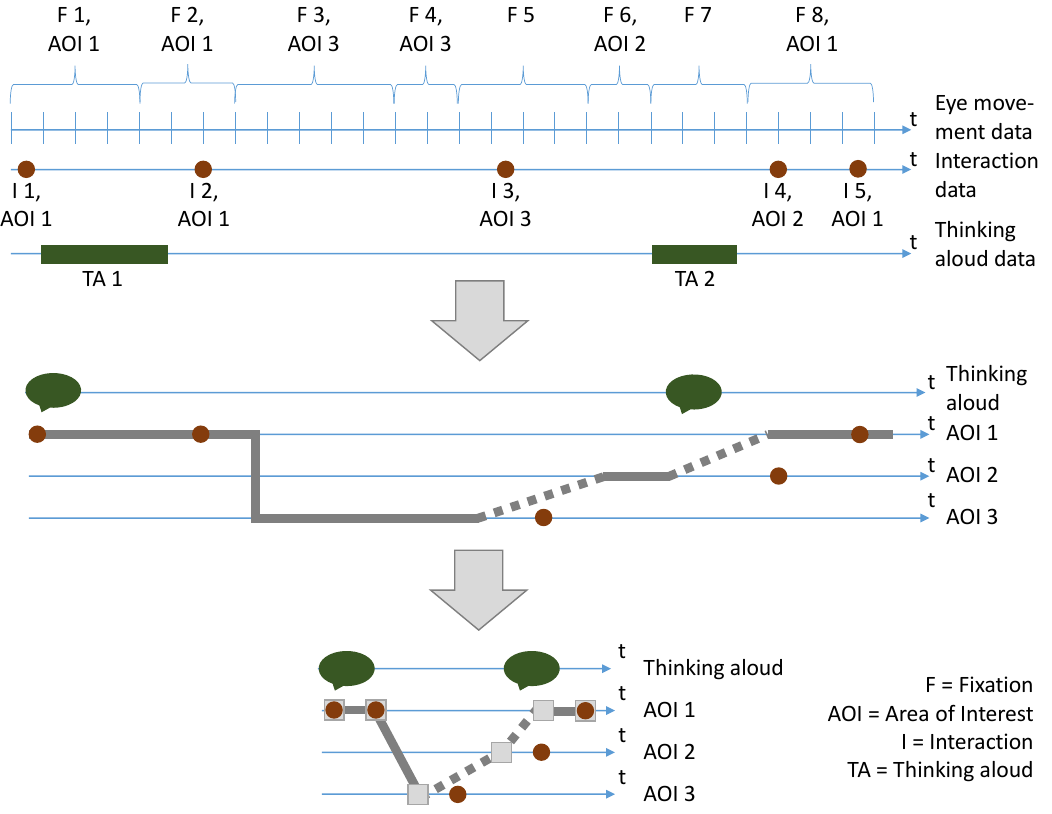 F 1, F 2, F 3, F 4, F 5 F 6, F 7 F 8,
AOI 1 AOI 1 AOI 3 AOI 3 AOI 2 AOI 1
t Eye move-
ment data
t Interaction
data
I 1, I 2, I 3, I 4, I 5,
AOI 1 AOI 1 AOI 3 AOI 2 AOI 1
t Thinking
aloud data
TA 1 TA 2
t Thinking
aloud
t AOI 1
t AOI 2
t AOI 3
t Thinking aloud
t AOI 1
t AOI 2
t AOI 3
F = Fixation
AOI = Area of Interest
I = Interaction
TA = Thinking aloud